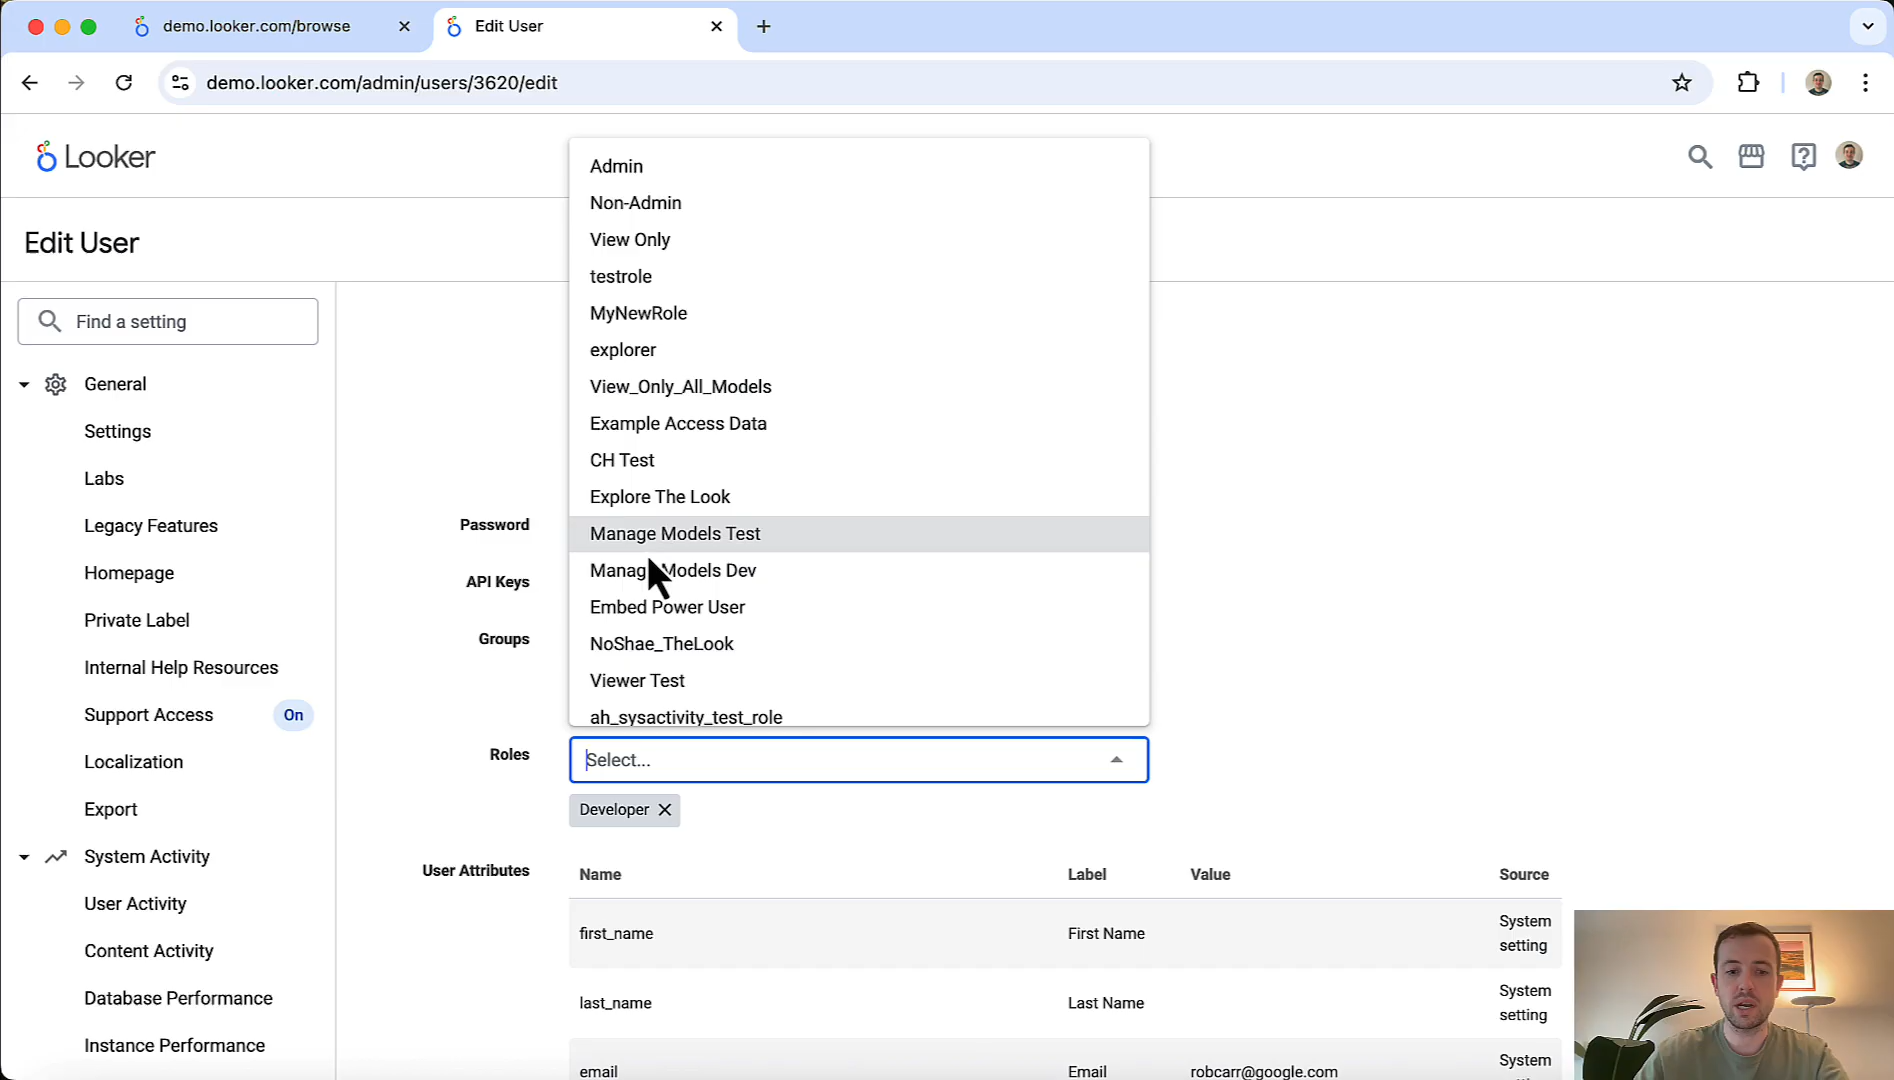 demo.looker.com/browse
Edit User
demo.looker.com/admin/users/3620/edit
Looker
Edit User
Find a setting
General
Settings
Labs
Legacy Features
Homepage
Private Label
Internal Help Resources
Support Access On
Localization
Export
System Activity
User Activity
Content Activity
Database Performance
Instance Performance
Admin
Non-Admin
View Only
testrole
MyNewRole
explorer
View_Only_All_Models
Example Access Data
CH Test
Explore The Look
Manage Models Test
Manage Models Dev
Embed Power User
NoShae_TheLook
Viewer Test
ah_sysactivity_test_role
Password
API Keys
Groups
Roles
Select...
Developer
User Attributes
Name Label Value Source
first_name First Name System
setting
last_name Last Name System
setting
email Email robcarr@google.com System